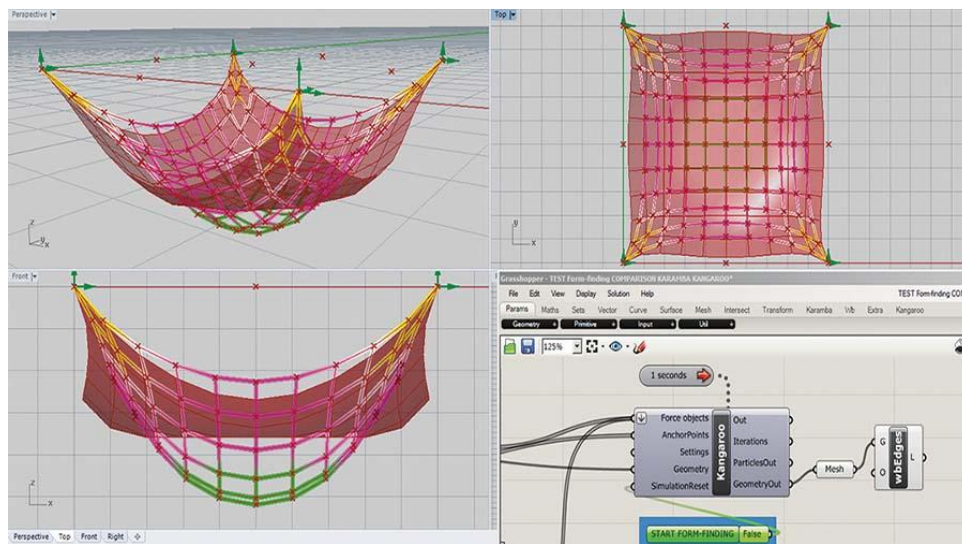 Perspective
Top
z
y
x
y
x
Front
z
x
Perspective Top Front Right
Grasshopper - TEST Form-finding COMPARISON KARAMBA KANGAROO*
File Edit View Display Solution Help
TEST Form-finding CO
Params Maths Sets Vector Curve Surface Mesh Intersect Transform Karamba Wb Extra Kangaroo
Geometry + Primitive + Input + Util +
125%
1 seconds
Force objects
AnchorPoints
Settings
Geometry
SimulationReset
Kangaroo
Out
Iterations
ParticlesOut
GeometryOut
Mesh
G
O
wbEdges
L
START FORM-FINDING False